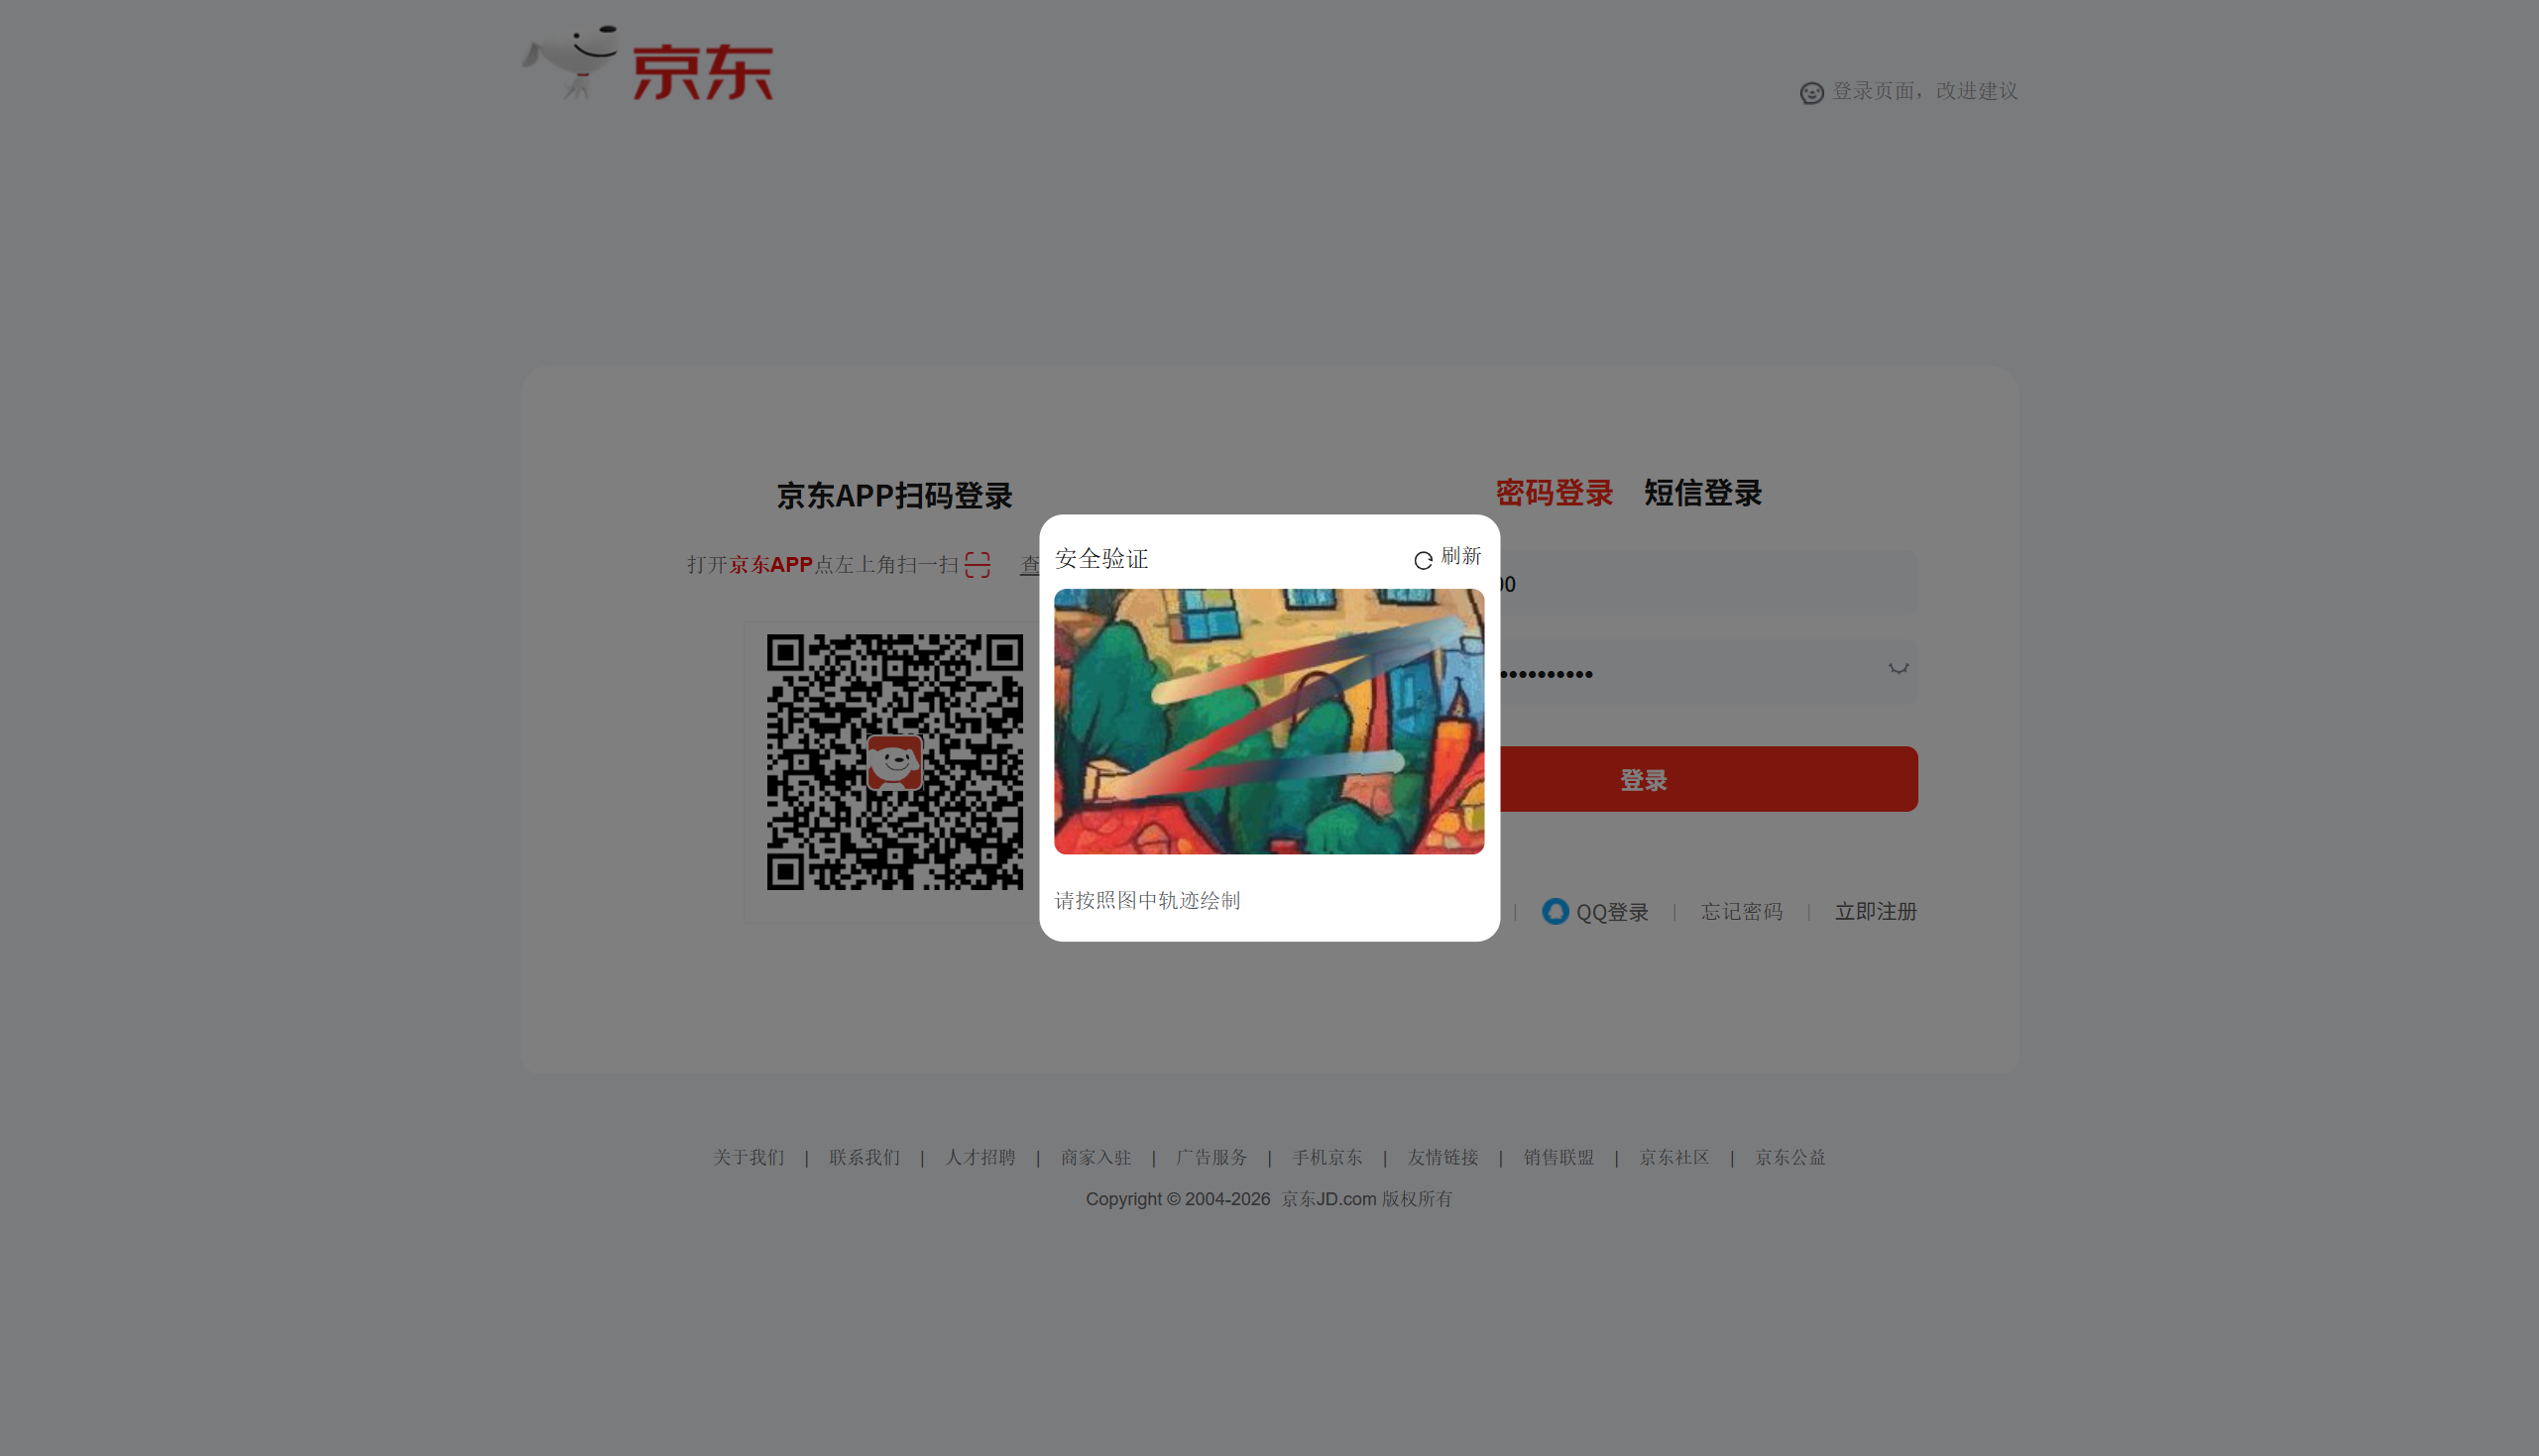 京东
登录页面，改进建议
京东APP扫码登录
密码登录 短信登录
打开京东APP点左上角扫一扫 查
安全验证
刷新
00
••••••••••
登录
请按照图中轨迹绘制
| QQ登录 | 忘记密码 | 立即注册
关于我们 | 联系我们 | 人才招聘 | 商家入驻 | 广告服务 | 手机京东 | 友情链接 | 销售联盟 | 京东社区 | 京东公益
Copyright © 2004-2026 京东JD.com 版权所有